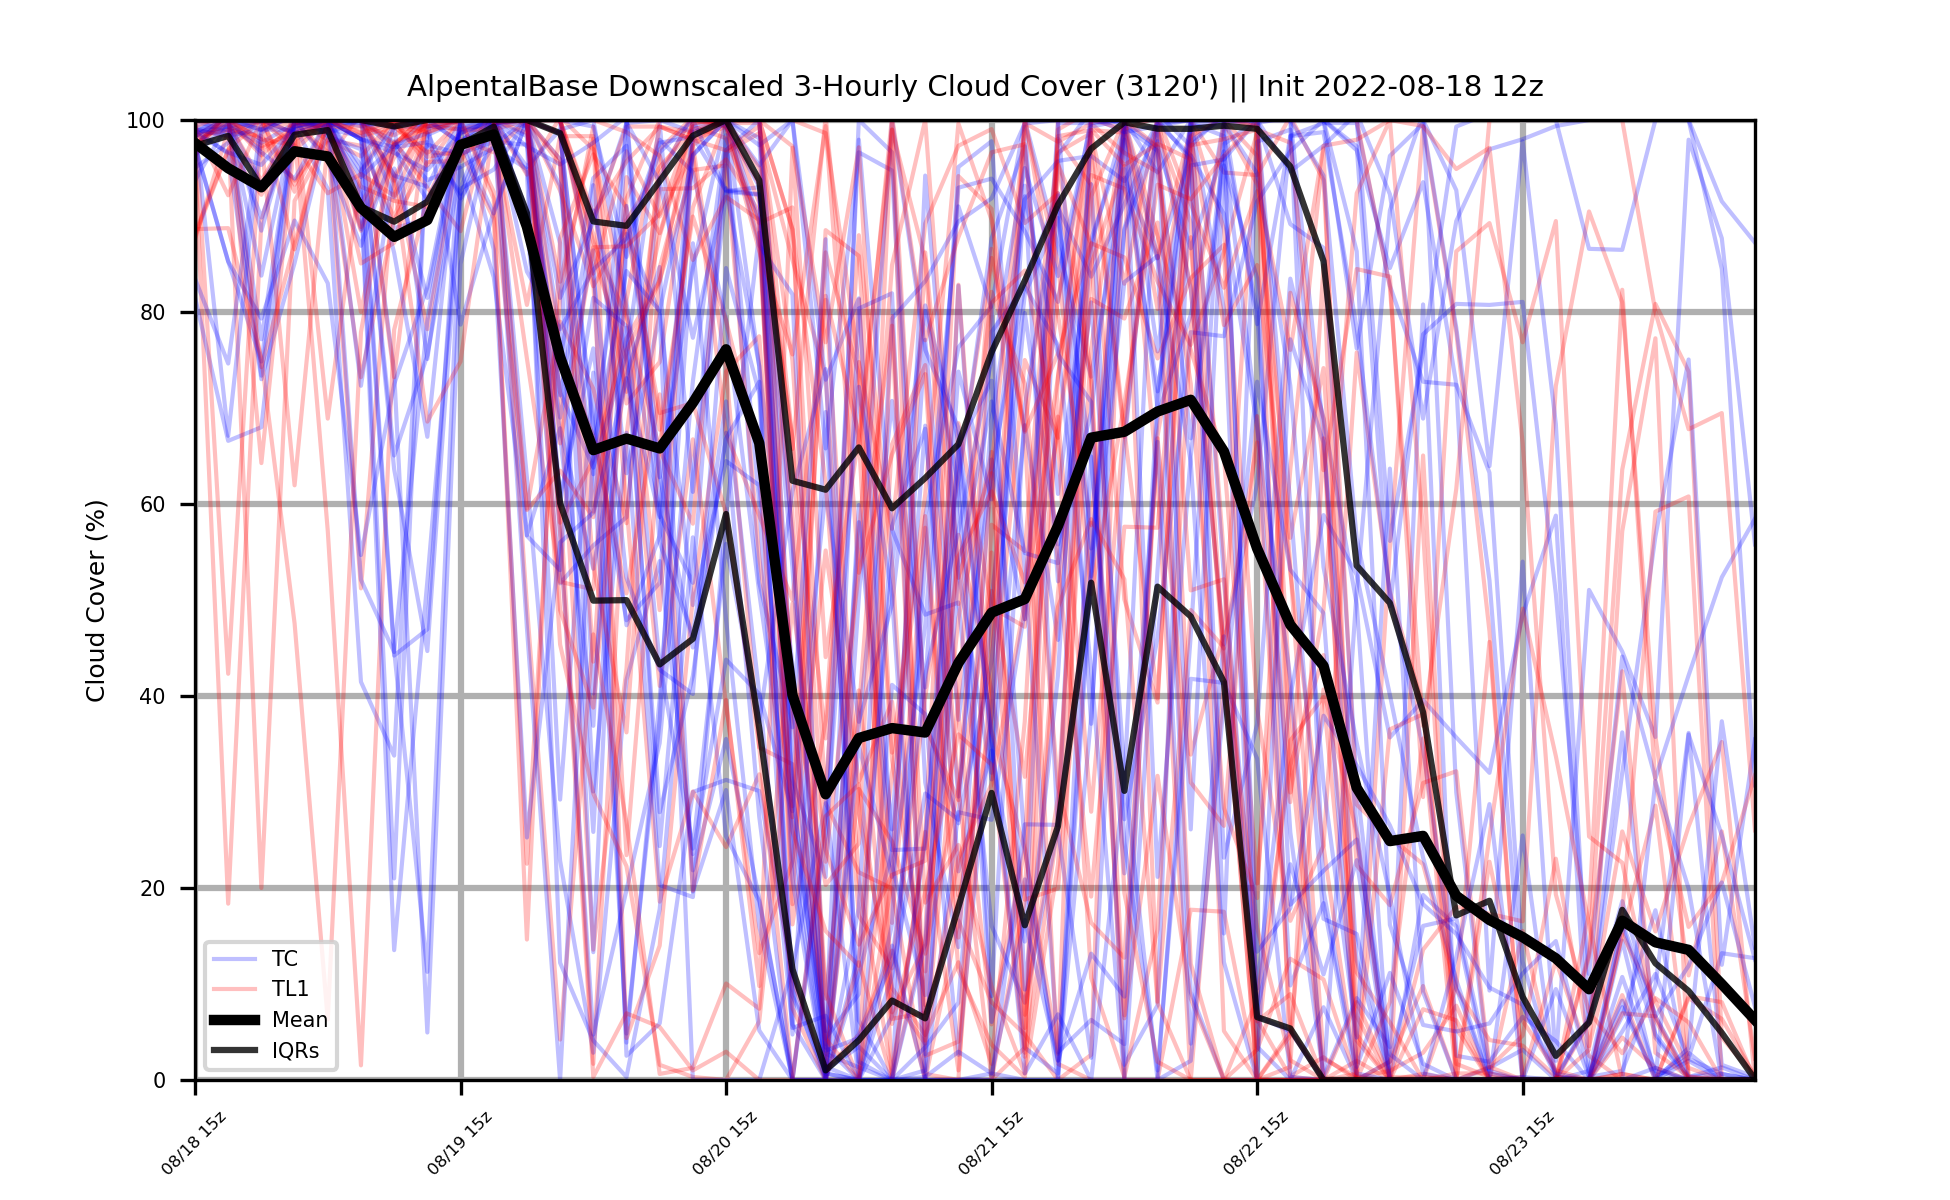 AlpentalBase Downscaled 3-Hourly Cloud Cover (3120') || Init 2022-08-18 12z
Cloud Cover (%)
100
80
60
40
20
0
TC
TL1
Mean
IQRs
08/18 15z
08/19 15z
08/20 15z
08/21 15z
08/22 15z
08/23 15z